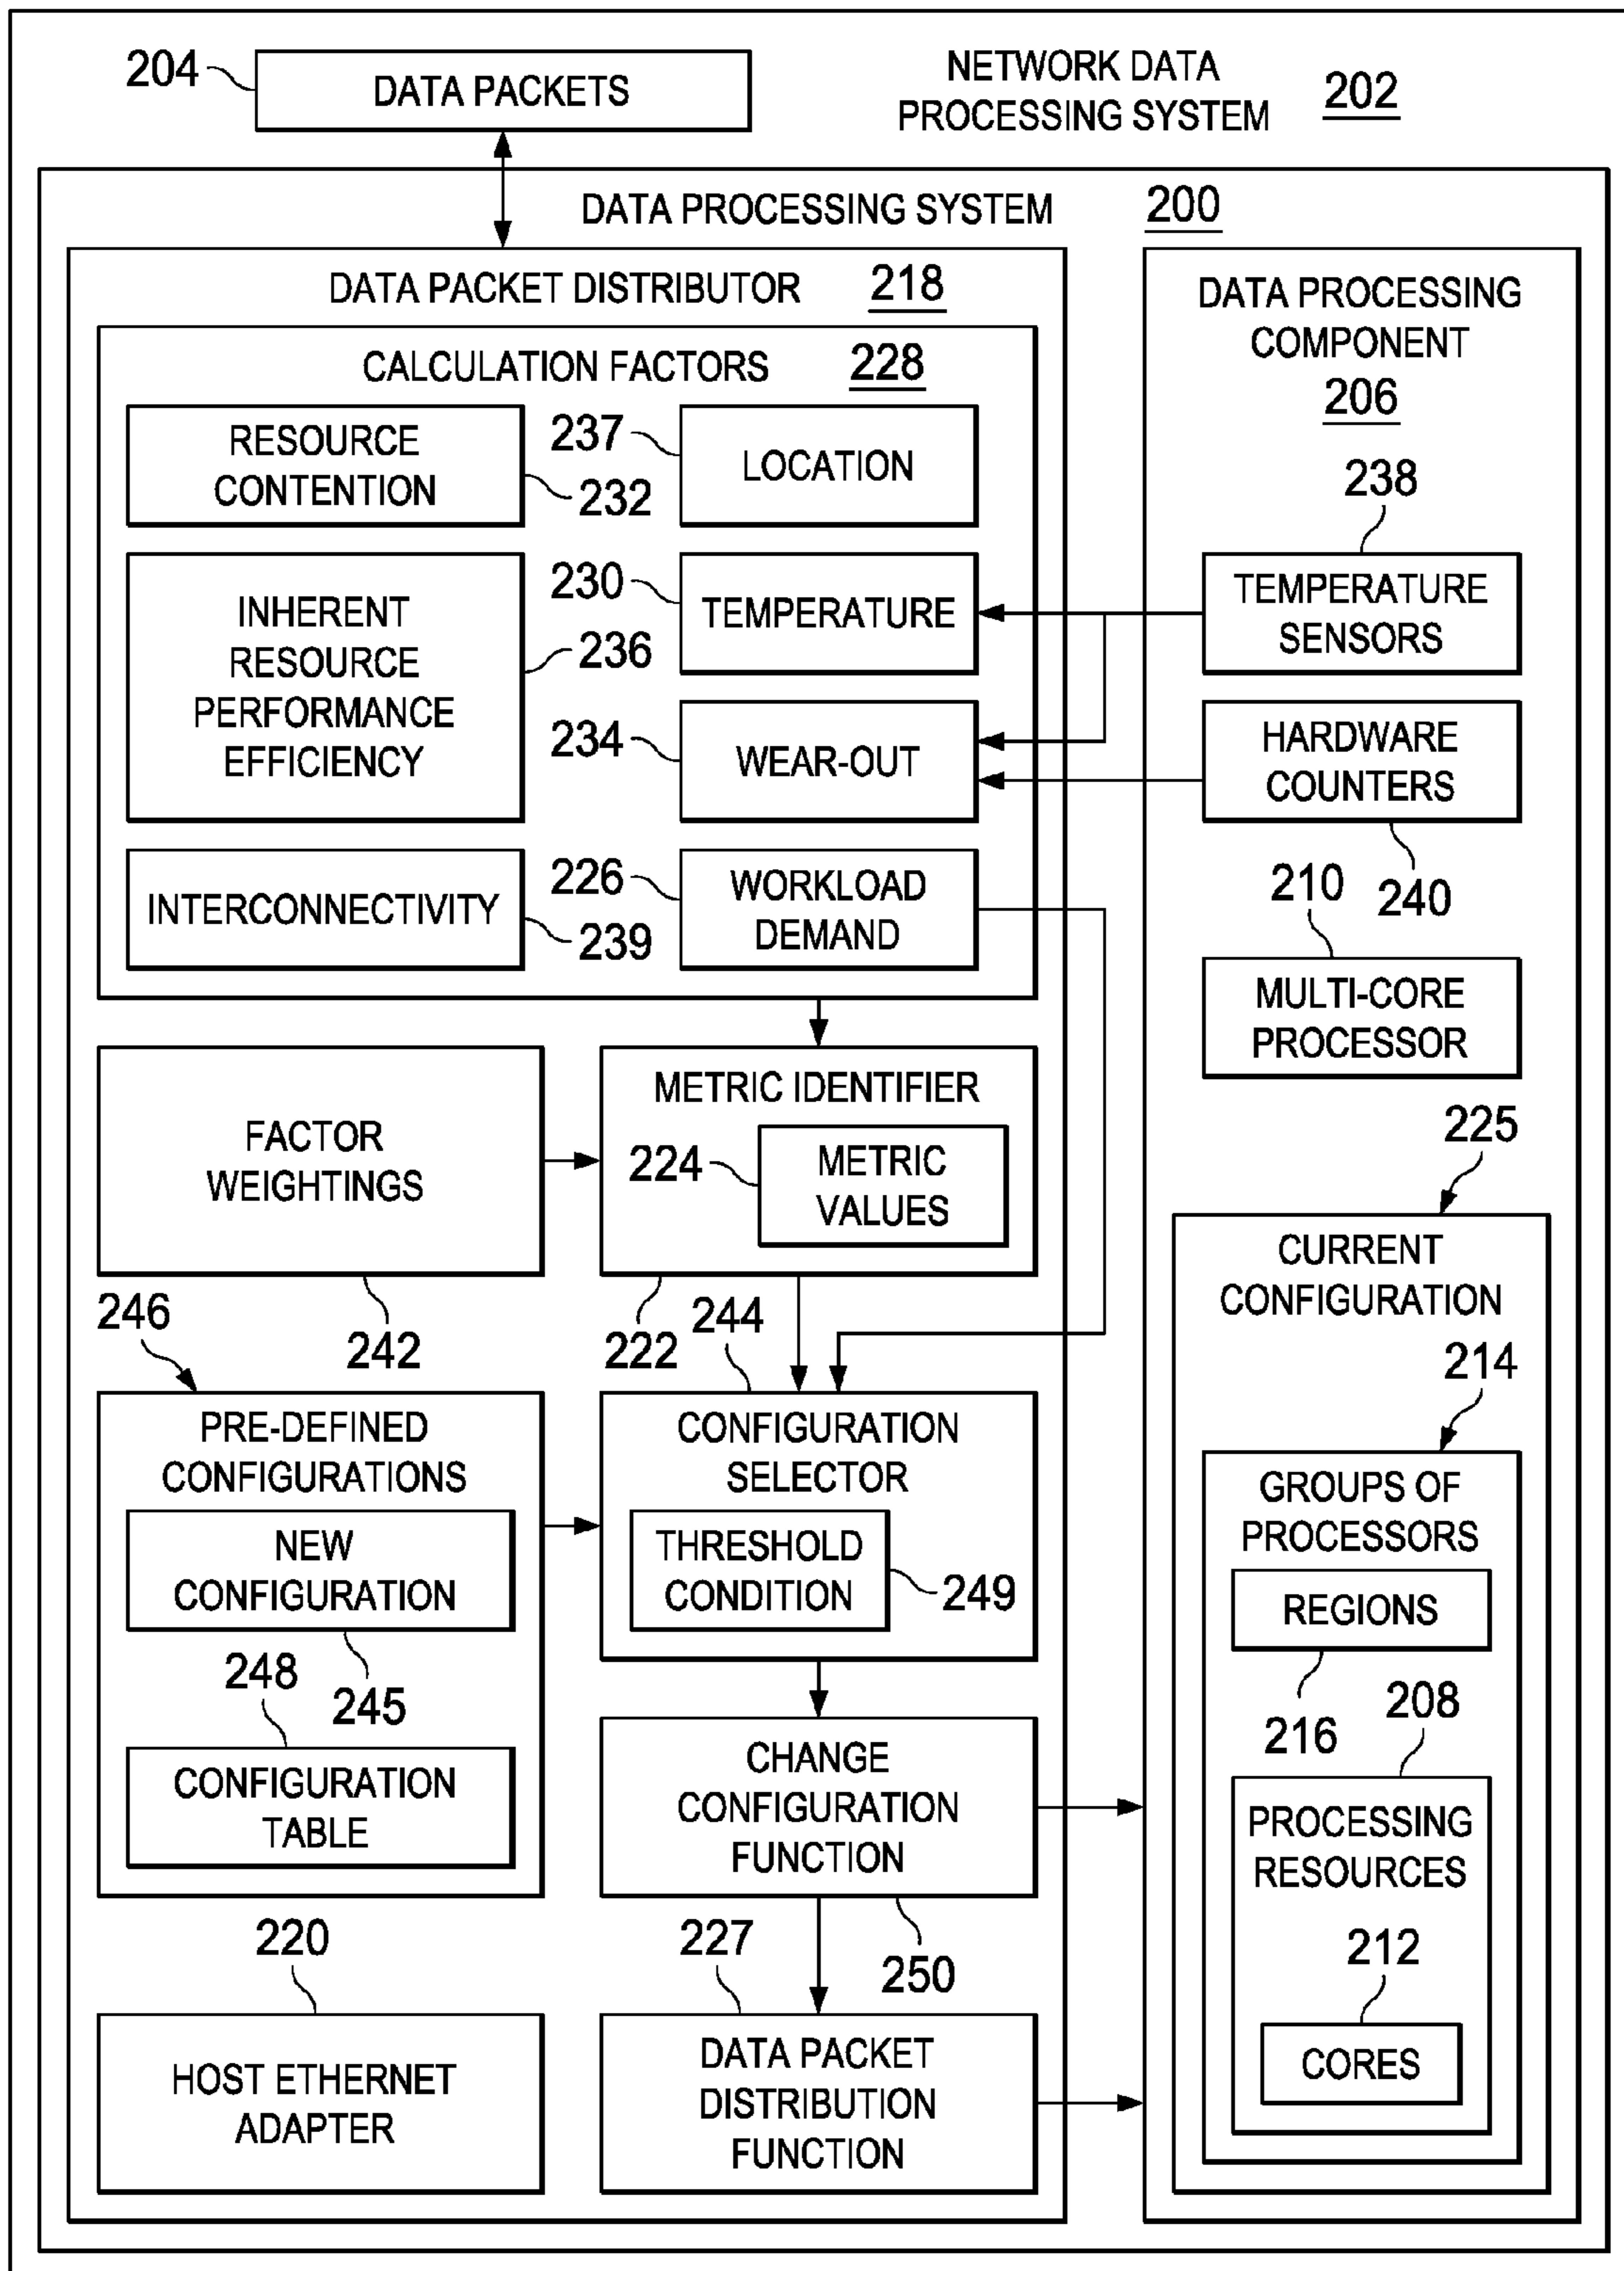 204
DATA PACKETS
NETWORK DATA
PROCESSING SYSTEM
202
DATA PROCESSING SYSTEM
200
DATA PACKET DISTRIBUTOR
218
CALCULATION FACTORS
228
RESOURCE
CONTENTION
232
237
LOCATION
INHERENT
RESOURCE
PERFORMANCE
EFFICIENCY
236
230
TEMPERATURE
234
WEAR-OUT
INTERCONNECTIVITY
239
226
WORKLOAD
DEMAND
FACTOR
WEIGHTINGS
242
METRIC IDENTIFIER
224
METRIC
VALUES
222
246
PRE-DEFINED
CONFIGURATIONS
NEW
CONFIGURATION
245
248
CONFIGURATION
TABLE
244
CONFIGURATION
SELECTOR
THRESHOLD
CONDITION
249
CHANGE
CONFIGURATION
FUNCTION
250
220
HOST ETHERNET
ADAPTER
227
DATA PACKET
DISTRIBUTION
FUNCTION
DATA PROCESSING
COMPONENT
206
238
TEMPERATURE
SENSORS
HARDWARE
COUNTERS
240
210
MULTI-CORE
PROCESSOR
225
CURRENT
CONFIGURATION
214
GROUPS OF
PROCESSORS
REGIONS
216
208
PROCESSING
RESOURCES
212
CORES